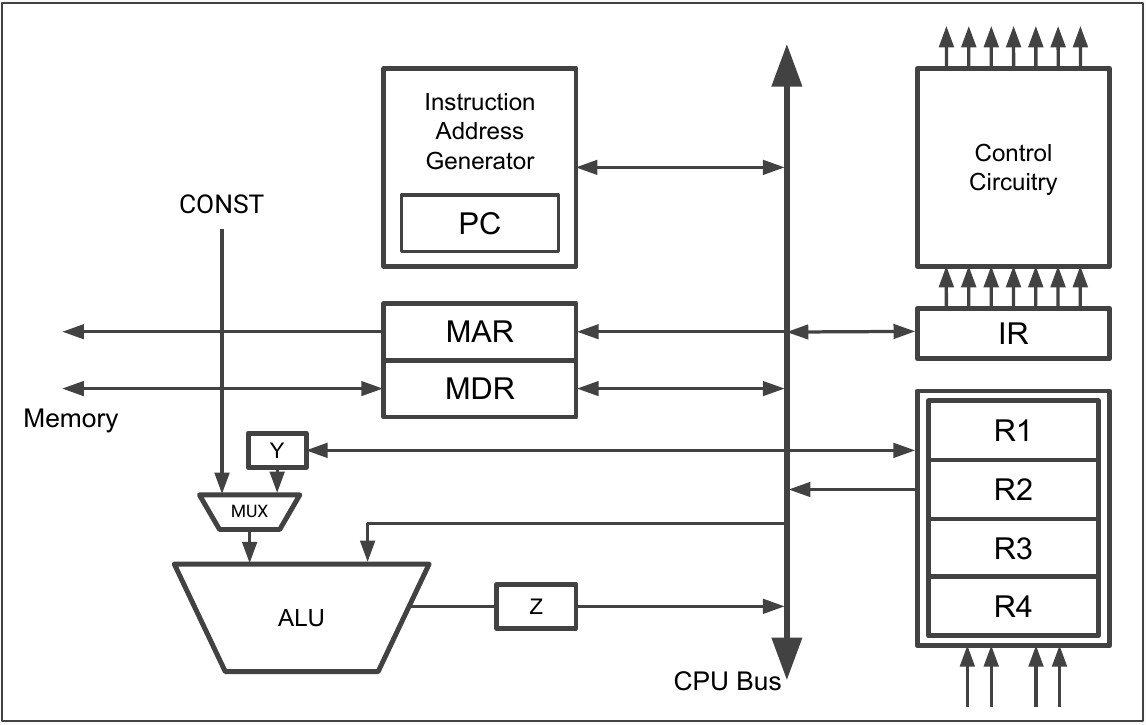 Instruction
Address
Generator
PC
Control
Circuitry
CONST
MAR
IR
MDR
Memory
R1
Y
R2
MUX
R3
Z
R4
ALU
CPU Bus